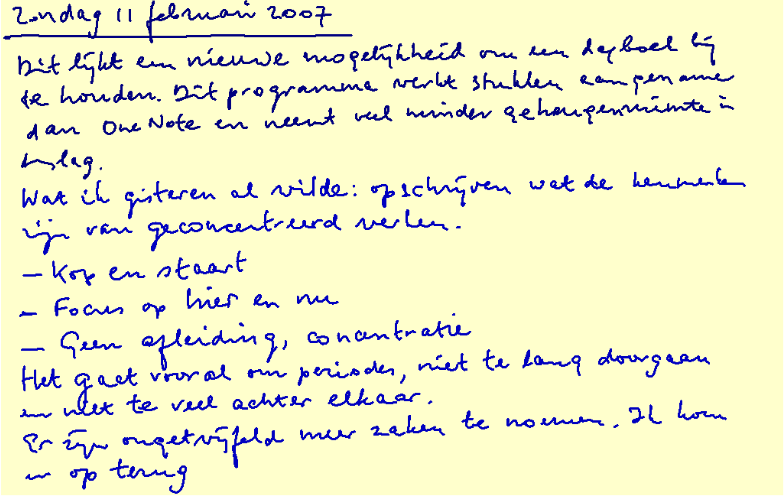 Zondag 11 februari 2007
Dit lijkt een nieuwe mogelijkheid om een dagboek bij
te houden. Dit programma werkt stukken aangenamer
dan OneNote en neemt veel minder geheugenruimte in
beslag.
Wat ik gisteren al wilde: opschrijven wat de kenmerken
zijn van geconcentreerd werken.
- Kop en staart
- Focus op hier en nu
- Geen afleiding, concentratie
Het gaat vooral om periodes, niet te lang doorgaan
en niet te veel achter elkaar.
Er zijn ongetwijfeld meer zaken te noemen. Ik kom
er op terug